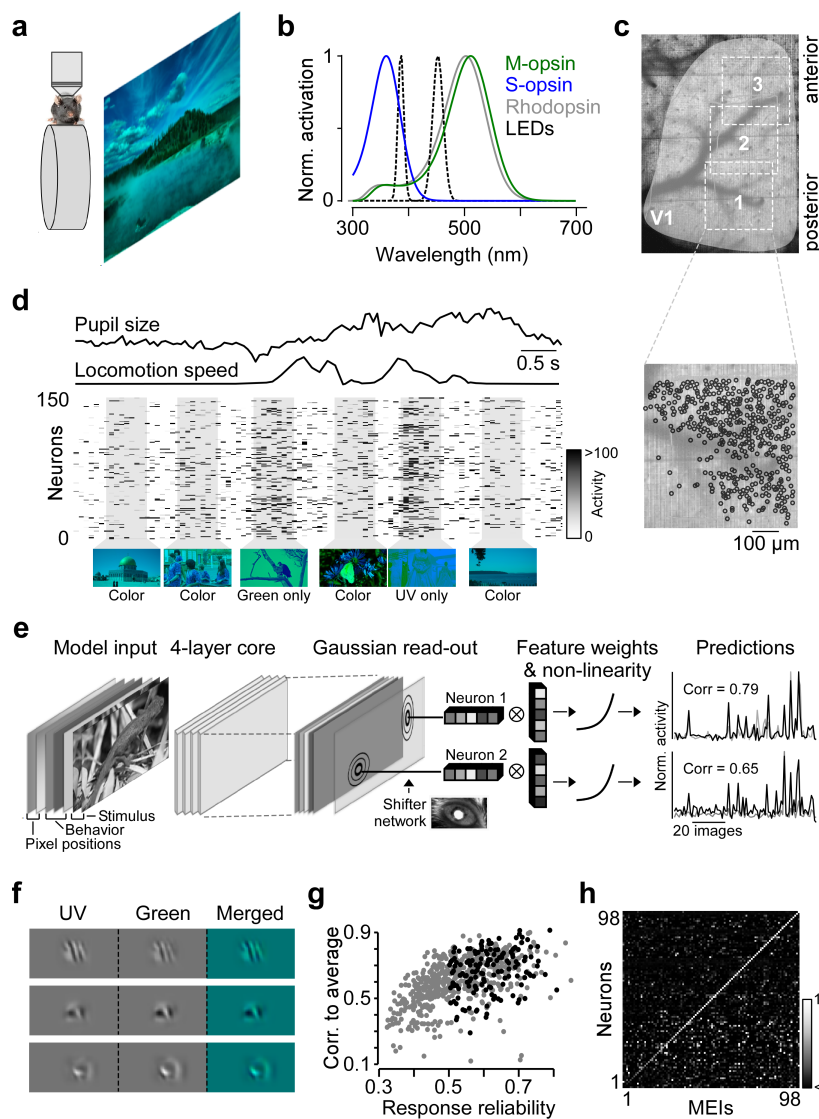 a
b
1
0
Norm. activation
M-opsin
S-opsin
Rhodopsin
LEDs
300
500
700
Wavelength (nm)
c
3
2
1
V1
anterior
posterior
100 µm
d
Pupil size
0.5 s
Locomotion speed
150
Neurons
0
>100
Activity
0
Color
Color
Green only
Color
UV only
Color
e
Model input
4-layer core
Gaussian read-out
Feature weights
& non-linearity
Predictions
Neuron 1
Neuron 2
Shifter
network
Stimulus
Behavior
Pixel positions
Norm. activity
Corr = 0.79
Corr = 0.65
20 images
f
UV
Green
Merged
g
Corr. to average
0.9
0.5
0.1
0.3
0.5
0.7
Response reliability
h
98
Neurons
1
1
98
MEIs
1
<